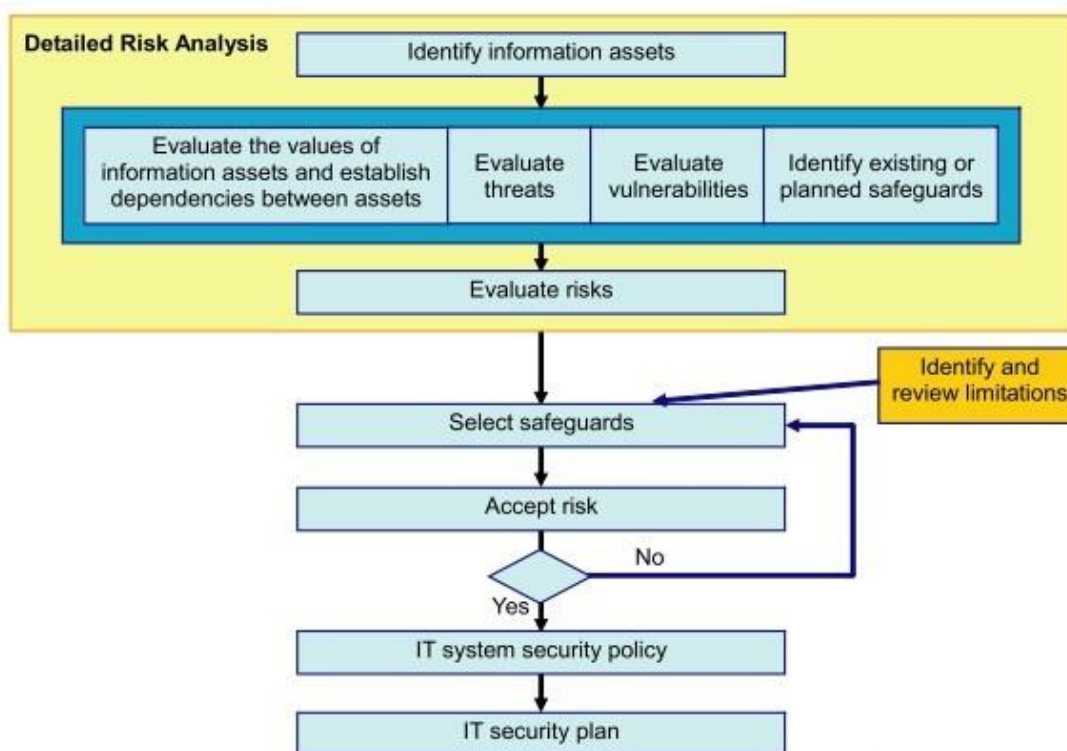 Detailed Risk Analysis
Identify information assets
Evaluate the values of
information assets and establish
dependencies between assets
Evaluate
threats
Evaluate
vulnerabilities
Identify existing or
planned safeguards
Evaluate risks
Identify and
review limitations
Select safeguards
Accept risk
No
Yes
IT system security policy
IT security plan